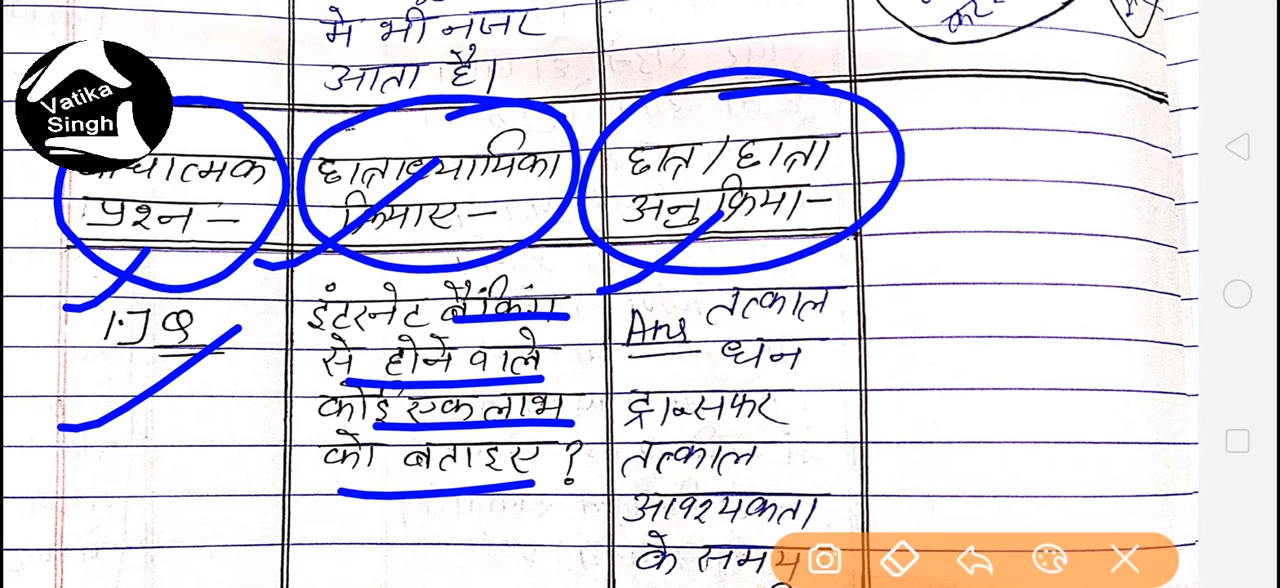 मे भी नजर
आता है।
Vatika
Singh
प्रश्न -
छात्राध्यापिका
क्रियाए -
छात्र / छात्रा
अनुक्रिया -
1.] Q
इंटरनेट बैंकिंग
से होने वाले
कोई एक लाभ
को बताइए ?
Ans तत्काल
धन
ट्रान्सफर
तत्काल
आवश्यकता
के समय